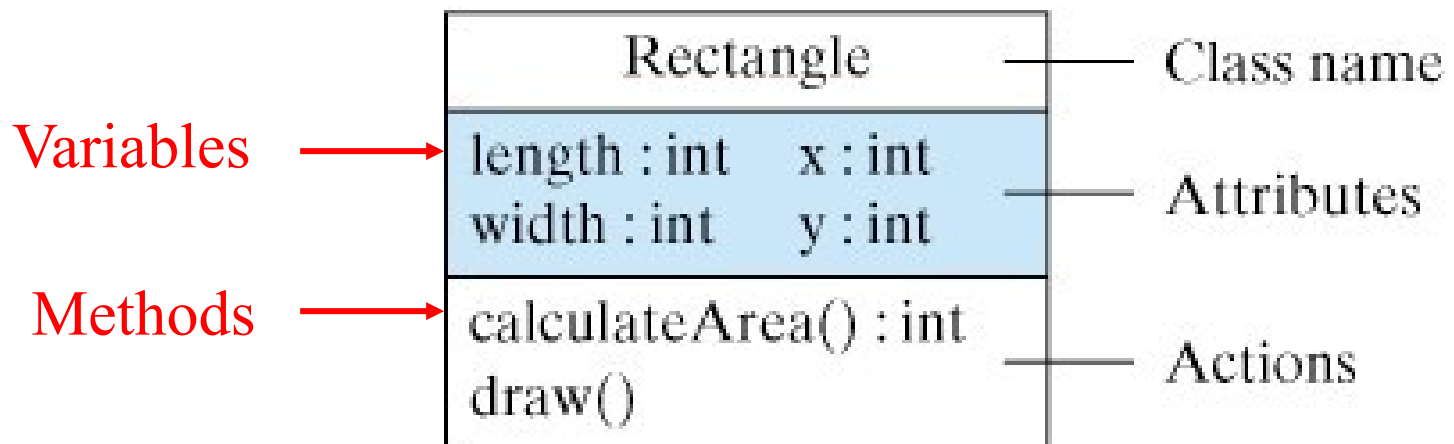 Rectangle
Class name
Variables
length : int x : int
width : int y : int
Attributes
Methods
calculateArea() : int
draw()
Actions